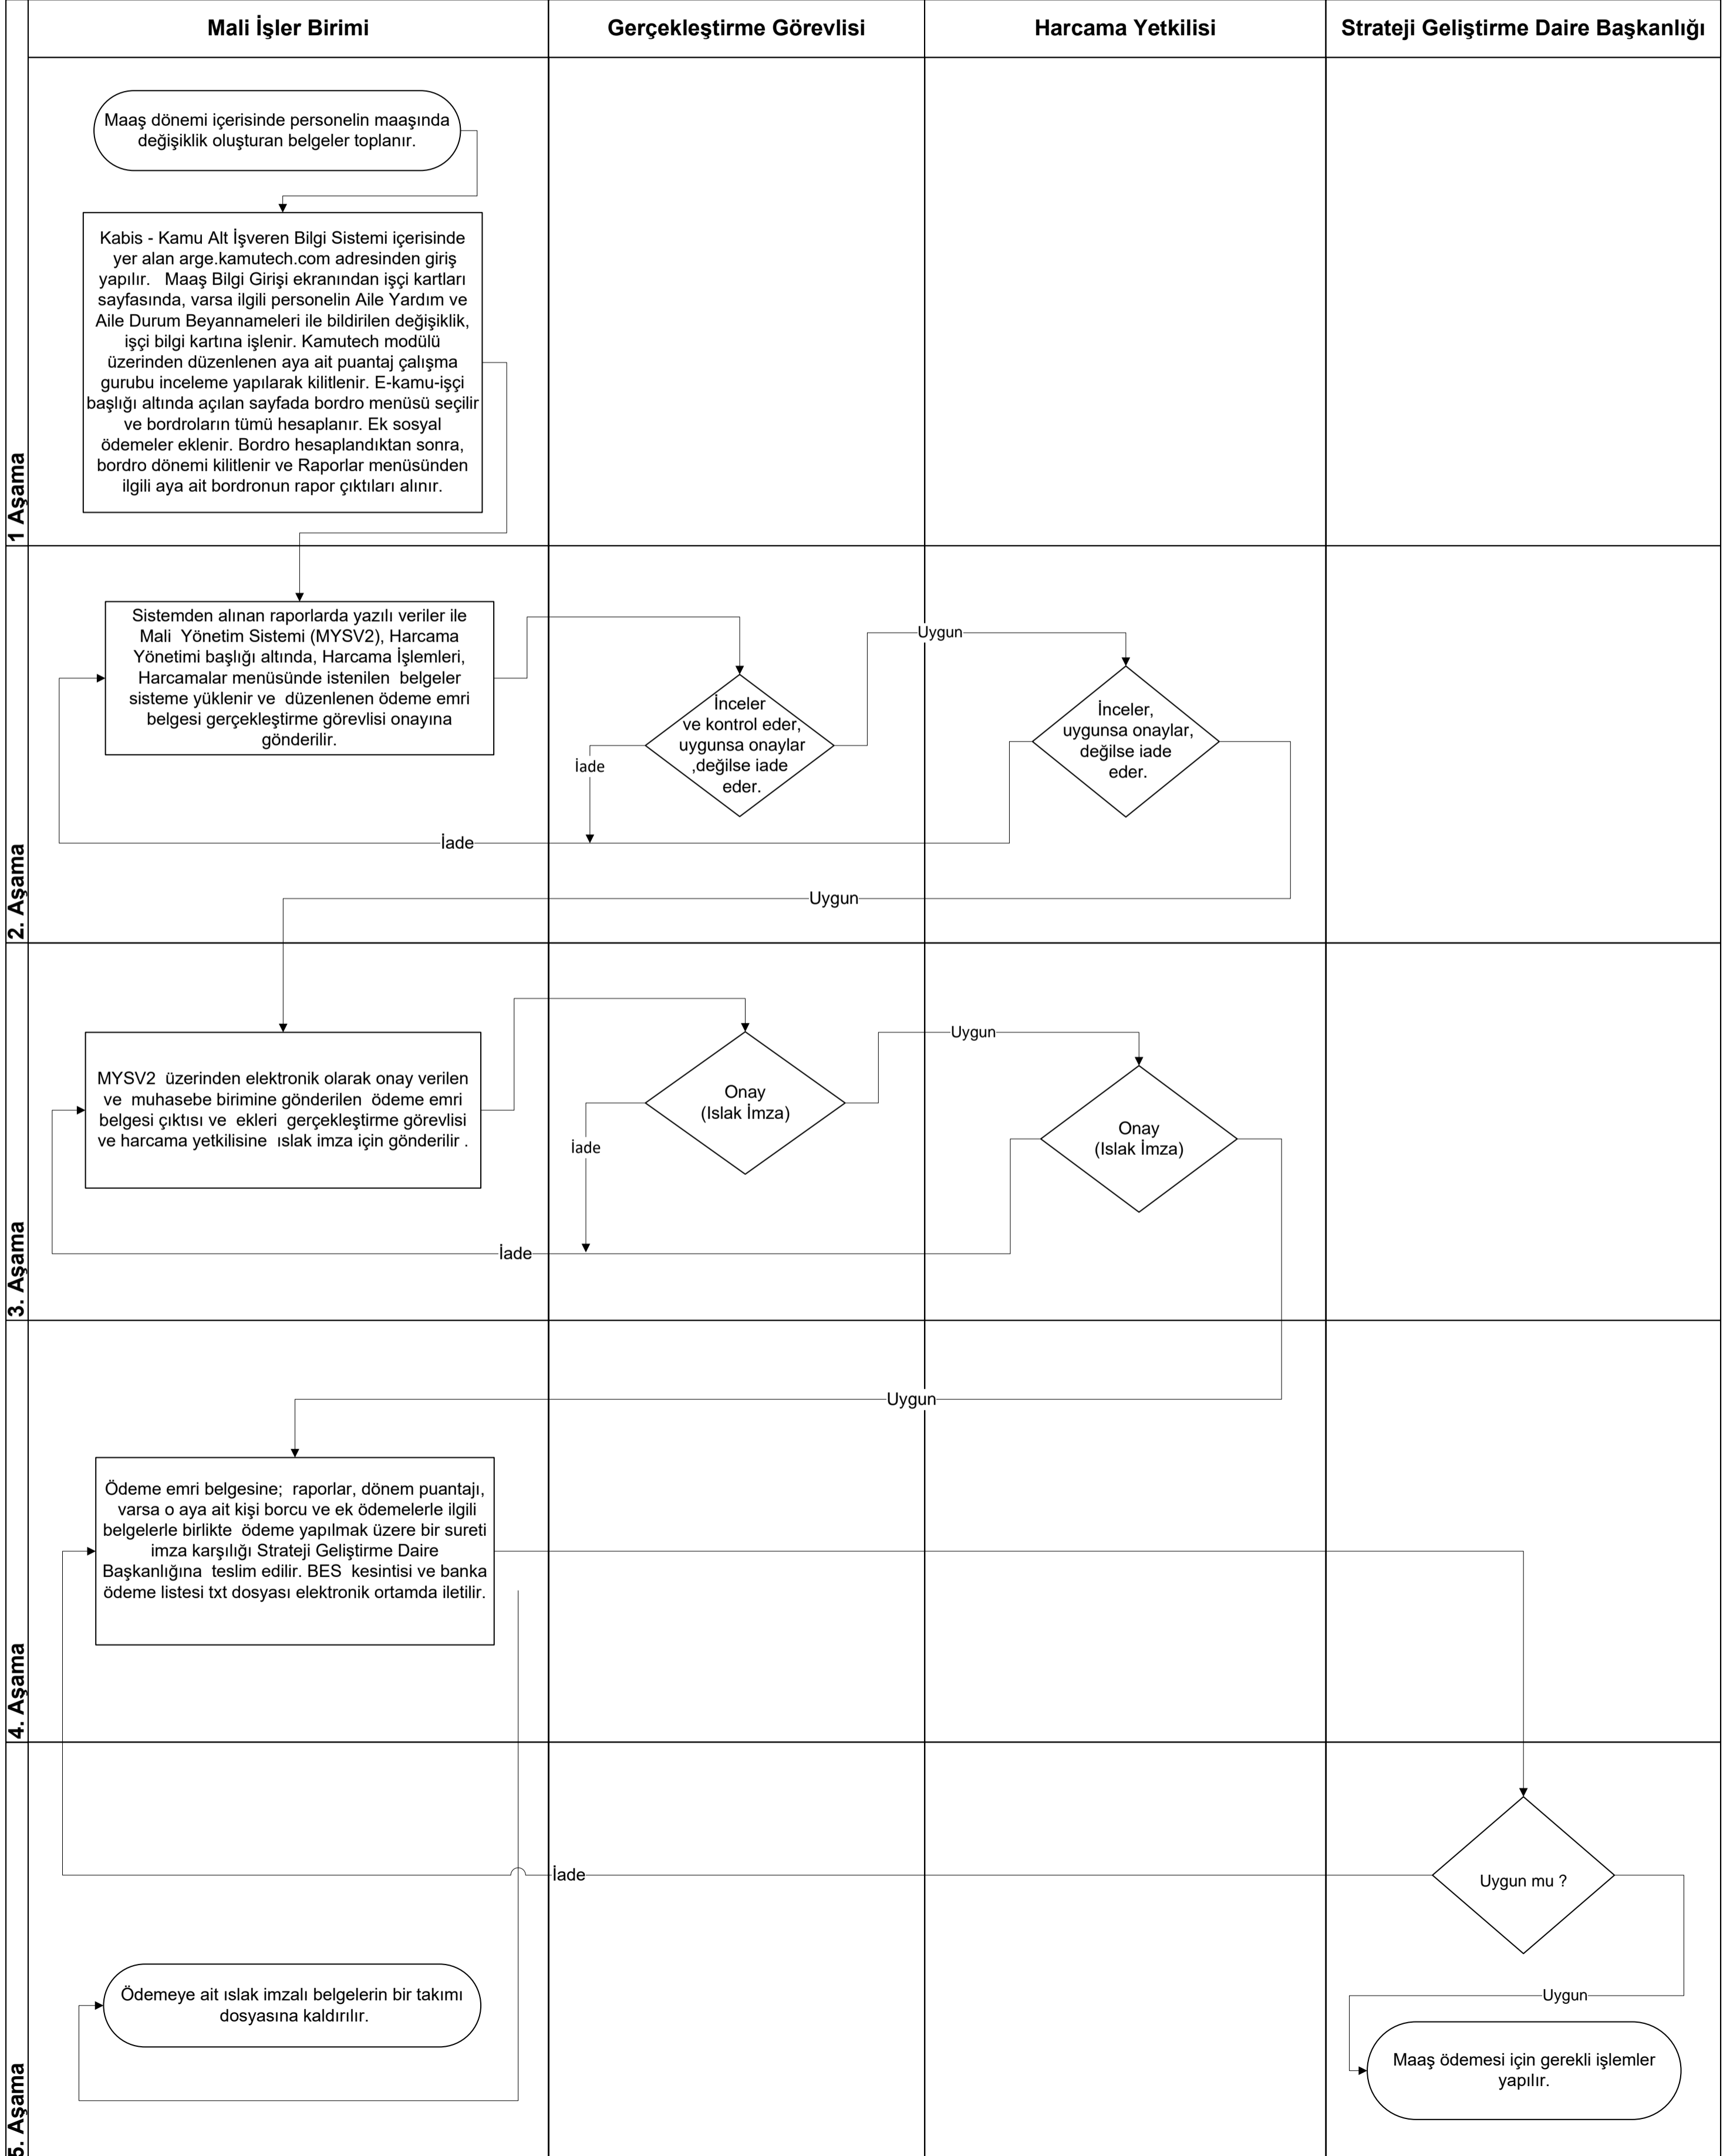 Mali İşler Birimi
Gerçekleştirme Görevlisi
Harcama Yetkilisi
Strateji Geliştirme Daire Başkanlığı
1 Aşama
Maaş dönemi içerisinde personelin maaşında
değişiklik oluşturan belgeler toplanır.
Kabis - Kamu Alt İşveren Bilgi Sistemi içerisinde
yer alan arge.kamutech.com adresinden giriş
yapılır.   Maaş Bilgi Girişi ekranından işçi kartları
sayfasında, varsa ilgili personelin Aile Yardım ve
Aile Durum Beyannameleri ile bildirilen değişiklik,
işçi bilgi kartına işlenir. Kamutech modülü
üzerinden düzenlenen aya ait puantaj çalışma
gurubu inceleme yapılarak kilitlenir. E-kamu-işçi
başlığı altında açılan sayfada bordro menüsü seçilir
ve bordroların tümü hesaplanır. Ek sosyal
ödemeler eklenir. Bordro hesaplandıktan sonra,
bordro dönemi kilitlenir ve Raporlar menüsünden
ilgili aya ait bordronun rapor çıktıları alınır.
2. Aşama
Sistemden alınan raporlarda yazılı veriler ile
Mali  Yönetim Sistemi (MYSV2), Harcama
Yönetimi başlığı altında, Harcama İşlemleri,
Harcamalar menüsünde istenilen  belgeler
sisteme yüklenir ve  düzenlenen ödeme emri
belgesi gerçekleştirme görevlisi onayına
gönderilir.
İnceler
ve kontrol eder,
uygunsa onaylar
,değilse iade
eder.
Uygun
İnceler,
uygunsa onaylar,
değilse iade
eder.
İade
İade
Uygun
3. Aşama
MYSV2  üzerinden elektronik olarak onay verilen
ve  muhasebe birimine gönderilen  ödeme emri
belgesi çıktısı ve  ekleri  gerçekleştirme görevlisi
ve harcama yetkilisine  ıslak imza için gönderilir .
Onay
(Islak İmza)
Uygun
Onay
(Islak İmza)
İade
İade
4. Aşama
Uygun
Ödeme emri belgesine;  raporlar, dönem puantajı,
varsa o aya ait kişi borcu ve ek ödemelerle ilgili
belgelerle birlikte  ödeme yapılmak üzere bir sureti
imza karşılığı Strateji Geliştirme Daire
Başkanlığına  teslim edilir. BES  kesintisi ve banka
ödeme listesi txt dosyası elektronik ortamda iletilir.
5. Aşama
Uygun mu ?
İade
Ödemeye ait ıslak imzalı belgelerin bir takımı
dosyasına kaldırılır.
Uygun
Maaş ödemesi için gerekli işlemler
yapılır.